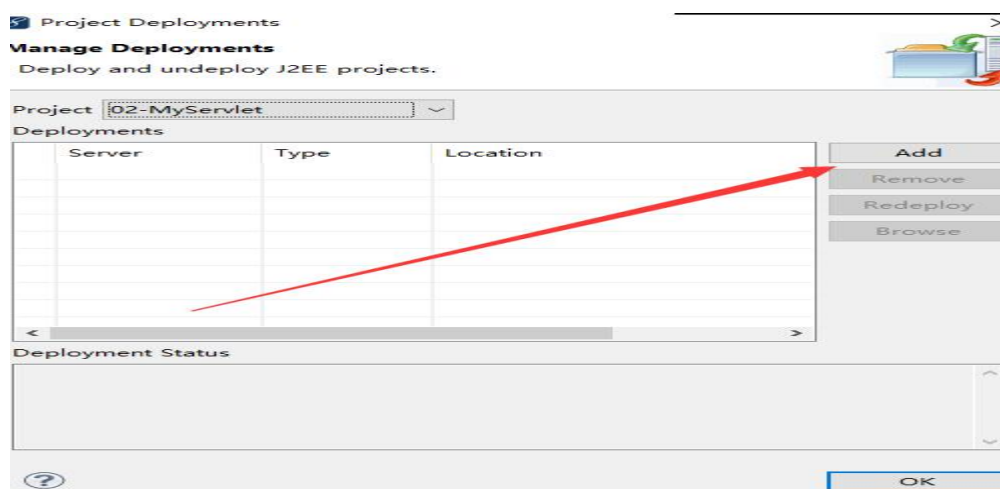 Project Deployments
Manage Deployments
Deploy and undeploy J2EE projects.
Project 02-MyServlet
Deployments
Server Type Location
Add
Remove
Redeploy
Browse
Deployment Status
OK